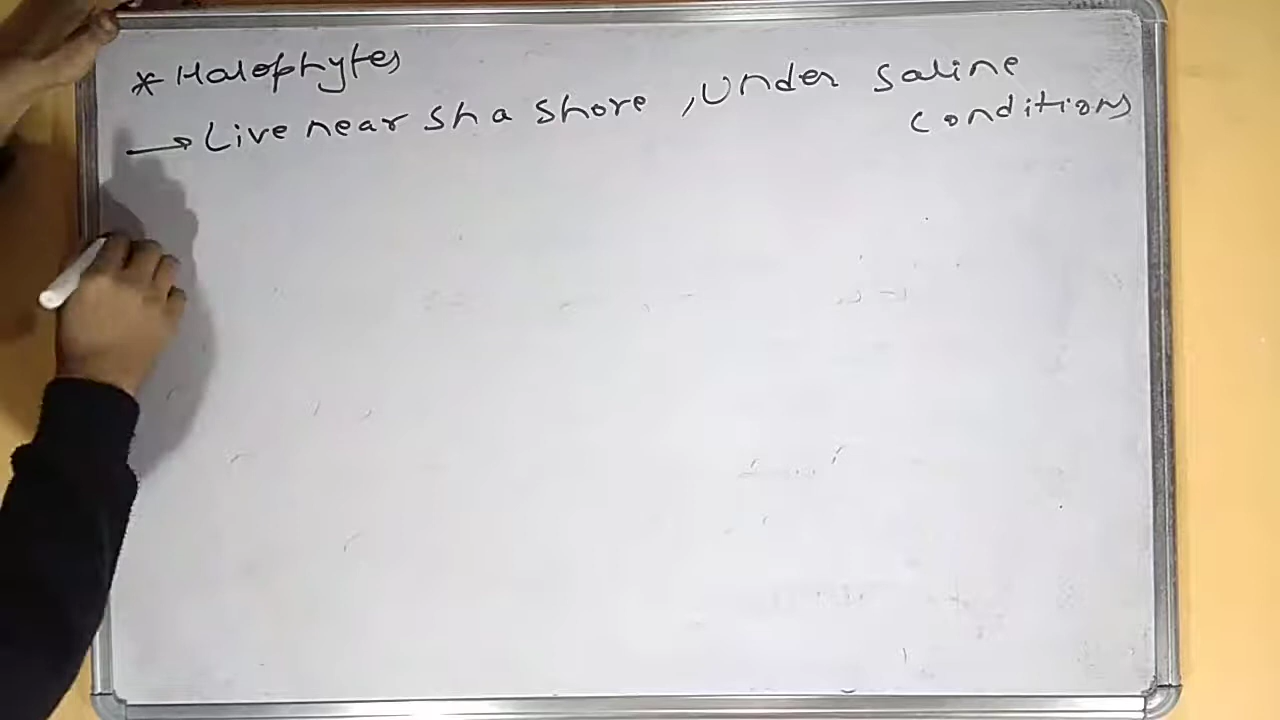 * Halophytes
→ Live near sha shore , under saline
conditions